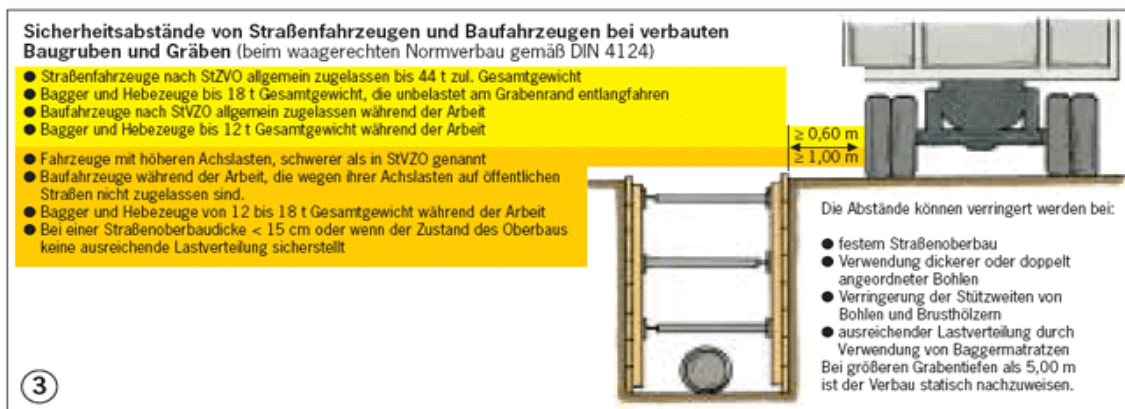 Sicherheitsabstände von Straßenfahrzeugen und Baufahrzeugen bei verbauten
Baugruben und Gräben (beim waagerechten Normverbau gemäß DIN 4124)
● Straßenfahrzeuge nach StZVO allgemein zugelassen bis 44 t zul. Gesamtgewicht
● Bagger und Hebezeuge bis 18 t Gesamtgewicht, die unbelastet am Grabenrand entlangfahren
● Baufahrzeuge nach StVZO allgemein zugelassen während der Arbeit
● Bagger und Hebezeuge bis 12 t Gesamtgewicht während der Arbeit
● Fahrzeuge mit höheren Achslasten, schwerer als in StVZO genannt
● Baufahrzeuge während der Arbeit, die wegen ihrer Achslasten auf öffentlichen
Straßen nicht zugelassen sind.
● Bagger und Hebezeuge von 12 bis 18 t Gesamtgewicht während der Arbeit
● Bei einer Straßenoberbaudicke < 15 cm oder wenn der Zustand des Oberbaus
keine ausreichende Lastverteilung sicherstellt
≥ 0,60 m
≥ 1,00 m
Die Abstände können verringert werden bei:
● festem Straßenoberbau
● Verwendung dickerer oder doppelt
angeordneter Bohlen
● Verringerung der Stützweiten von
Bohlen und Brusthölzern
● ausreichender Lastverteilung durch
Verwendung von Baggermatratzen
Bei größeren Grabentiefen als 5,00 m
ist der Verbau statisch nachzuweisen.
3